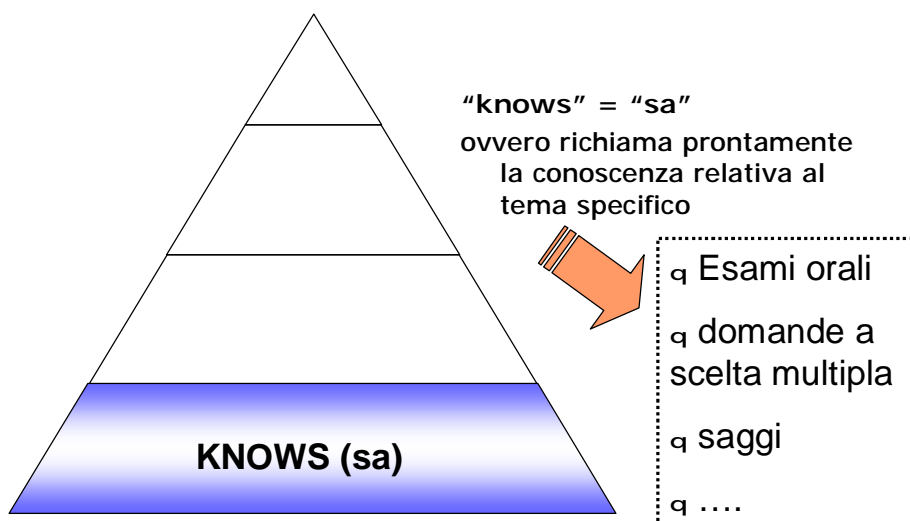 "knows" = "sa"
ovvero richiama prontamente
la conoscenza relativa al
tema specifico
q Esami orali
q domande a
scelta multipla
q saggi
q ....
KNOWS (sa)